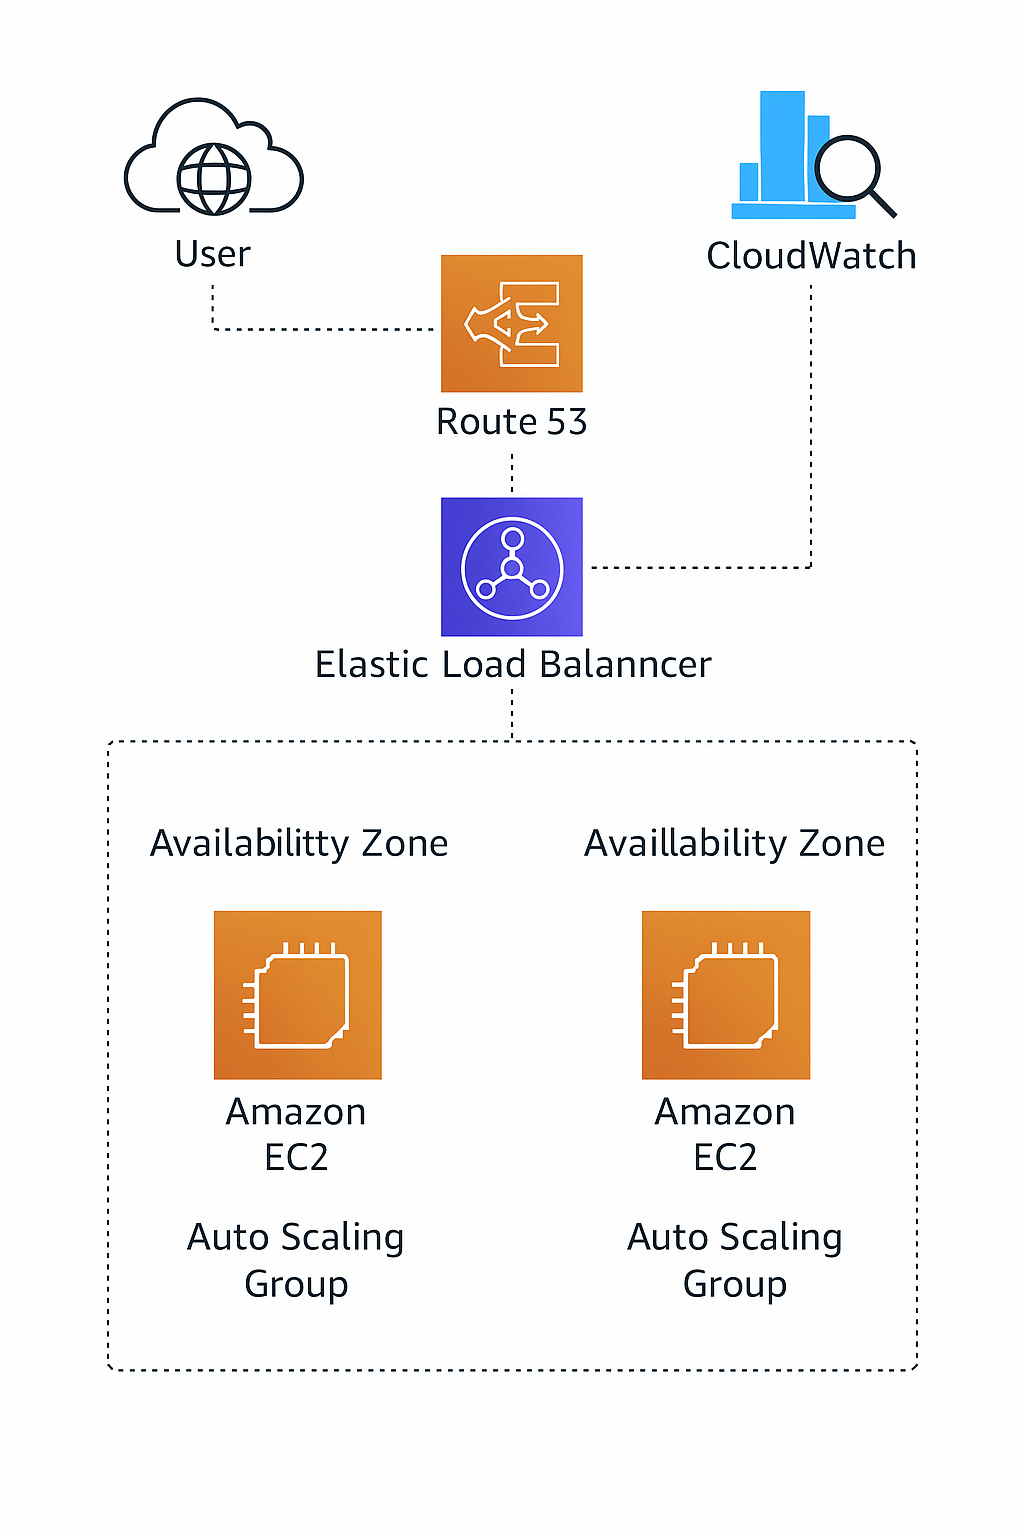 User
CloudWatch
Route 53
Elastic Load Balanncer
Availabilitty Zone
Availlability Zone
Amazon
EC2
Amazon
EC2
Auto Scaling
Group
Auto Scaling
Group